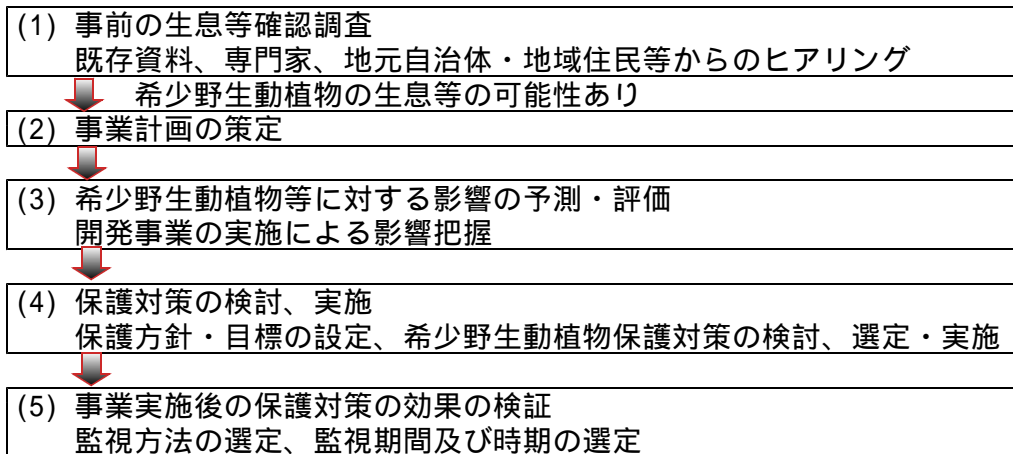 (1) 事前の生息等確認調査
既存資料、専門家、地元自治体・地域住民等からのヒアリング
希少野生動植物の生息等の可能性あり
(2) 事業計画の策定
(3) 希少野生動植物等に対する影響の予測・評価
開発事業の実施による影響把握
(4) 保護対策の検討、実施
保護方針・目標の設定、希少野生動植物保護対策の検討、選定・実施
(5) 事業実施後の保護対策の効果の検証
監視方法の選定、監視期間及び時期の選定